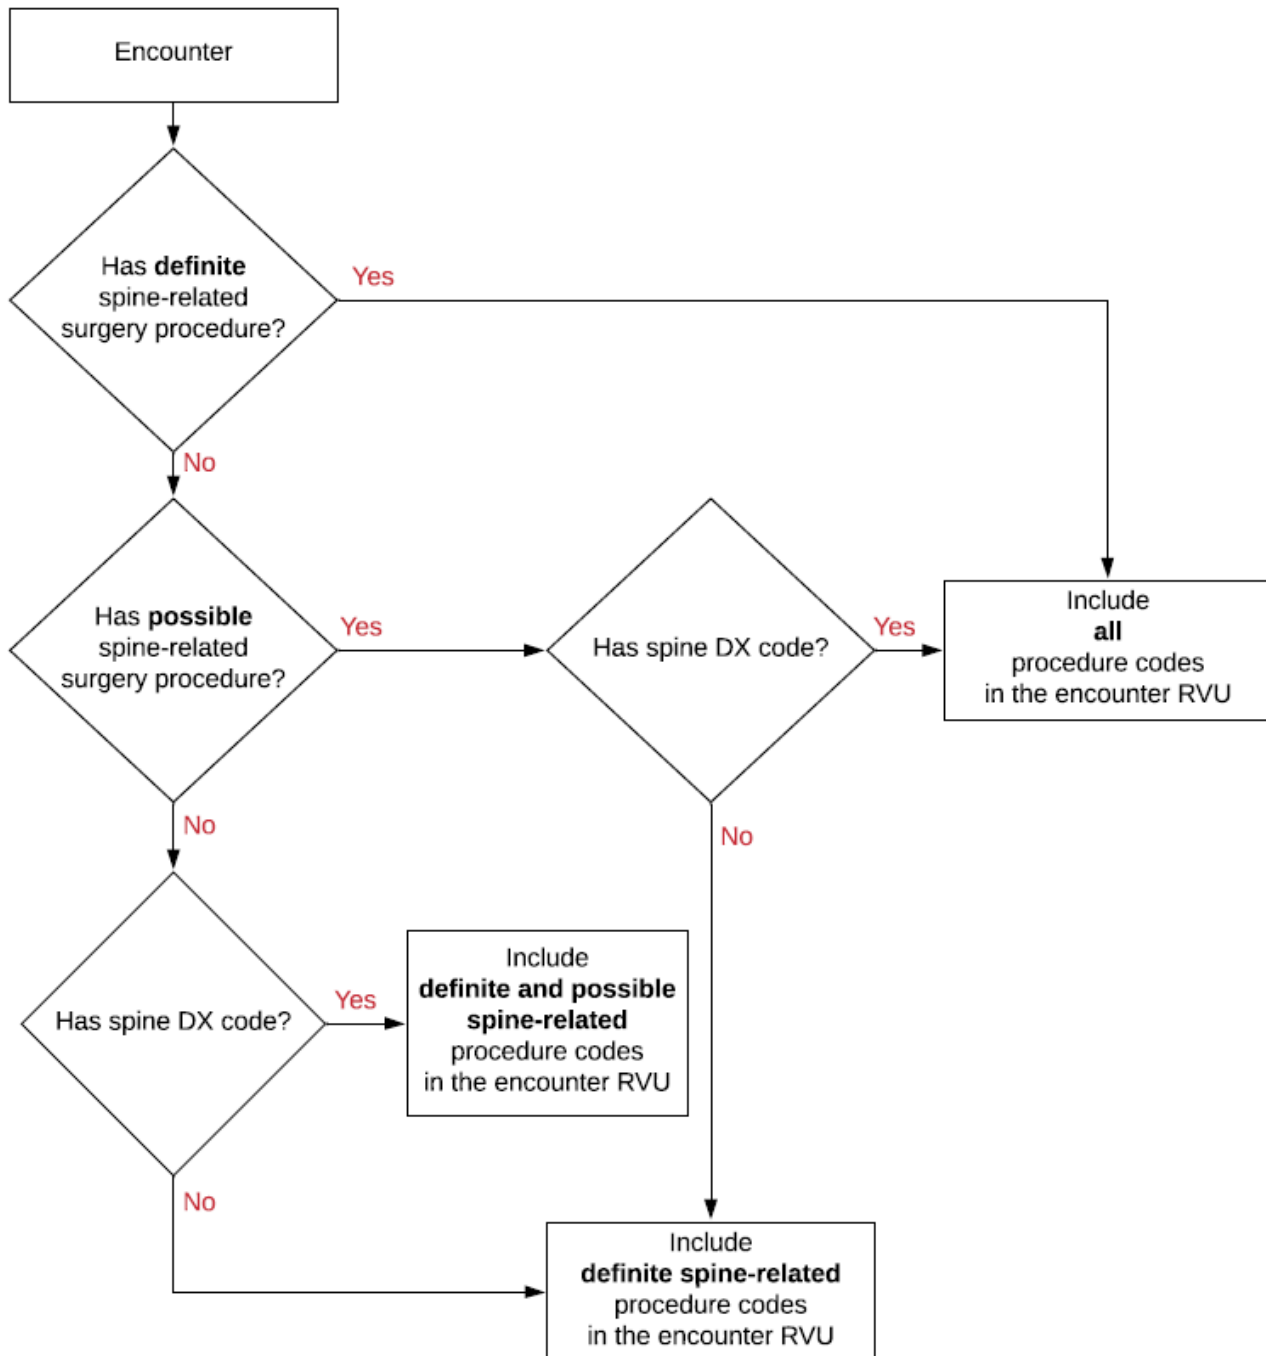 Encounter
Has definite
spine-related
surgery procedure?
Yes
No
Has possible
spine-related
surgery procedure?
Yes
Has spine DX code?
Yes
Include
all
procedure codes
in the encounter RVU
No
No
Has spine DX code?
Yes
Include
definite and possible
spine-related
procedure codes
in the encounter RVU
No
Include
definite spine-related
procedure codes
in the encounter RVU